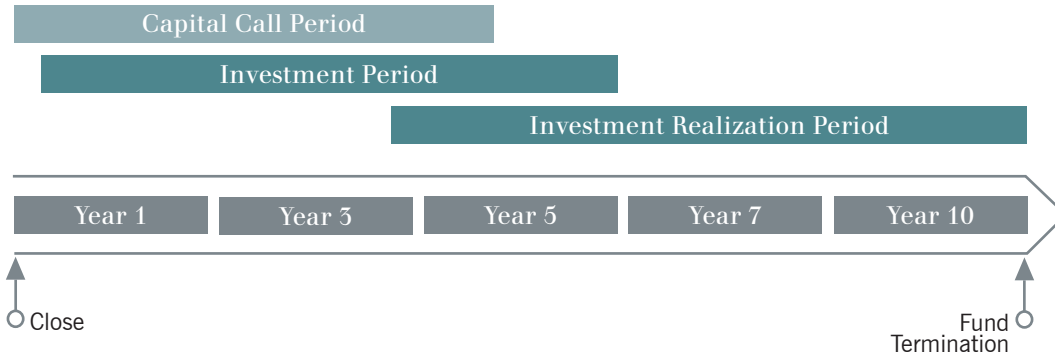 Capital Call Period
Investment Period
Investment Realization Period
Year 1
Year 3
Year 5
Year 7
Year 10
Close
Fund
Termination